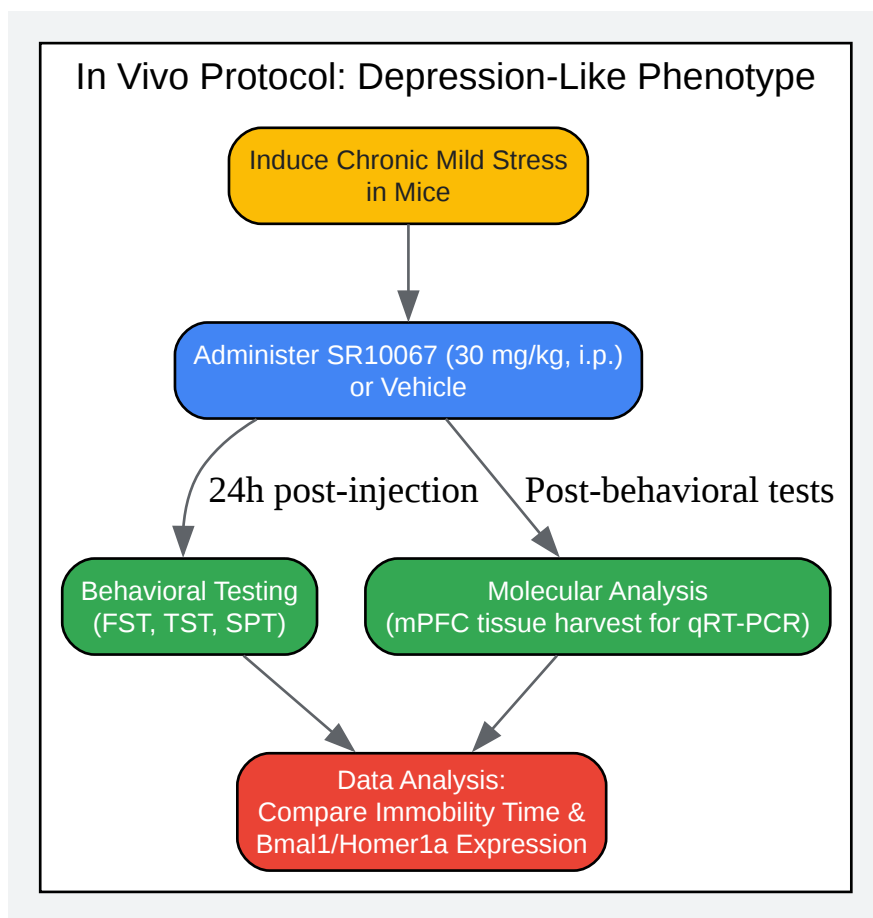 In Vivo Protocol: Depression-Like Phenotype
Induce Chronic Mild Stress
in Mice
Administer SR10067 (30 mg/kg, i.p.)
or Vehicle
24h post-injection
Post-behavioral tests
Behavioral Testing
(FST, TST, SPT)
Molecular Analysis
(mPFC tissue harvest for qRT-PCR)
Data Analysis:
Compare Immobility Time &
Bmal1/Homer1a Expression